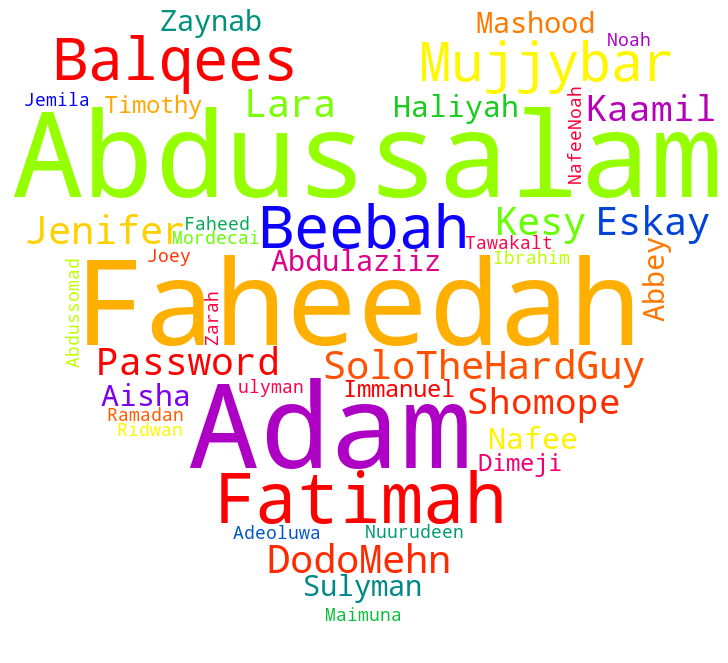 Zaynab
Mashood
Noah
Balqees
Mujjybar
Jemila
Timothy
Lara
Haliyah
NafeeNoah
Kaamil
Abdussalam
Jenifer
Faheed
Mordecai
Beebah
Kesy
Eskay
Tawakalt
Joey
Abdulaziiz
Ibrahim
Abbey
Abdussomad
Faheedah
Zarah
Password
SoloTheHardGuy
Aisha
ulyman
Immanuel
Shomope
Ramadan
Ridwan
Adam
Nafee
Dimeji
Fatimah
Adeoluwa
Nuurudeen
DodoMehn
Sulyman
Maimuna